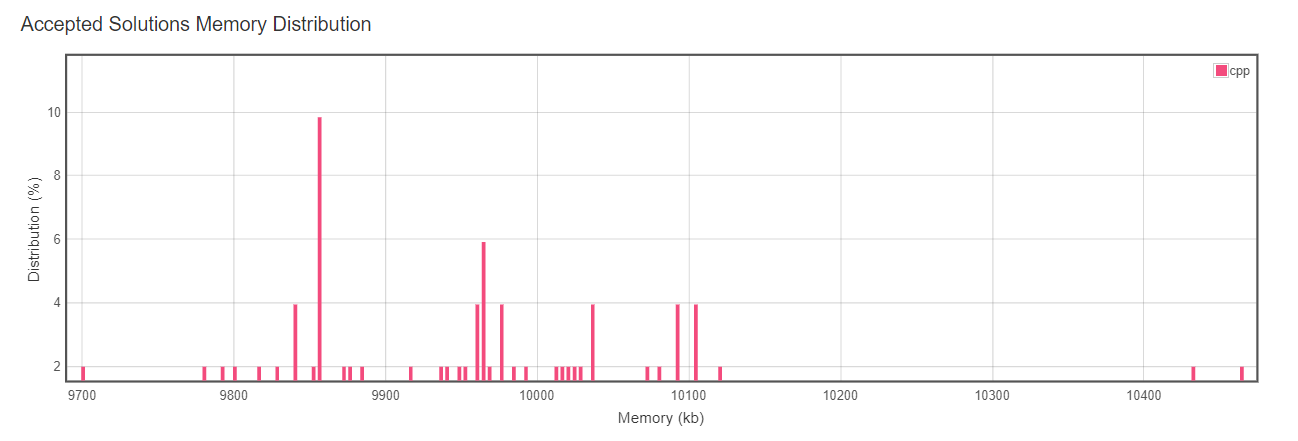 Accepted Solutions Memory Distribution
cpp
Distribution (%)
10
8
6
4
2
9700 9800 9900 10000 10100 10200 10300 10400
Memory (kb)